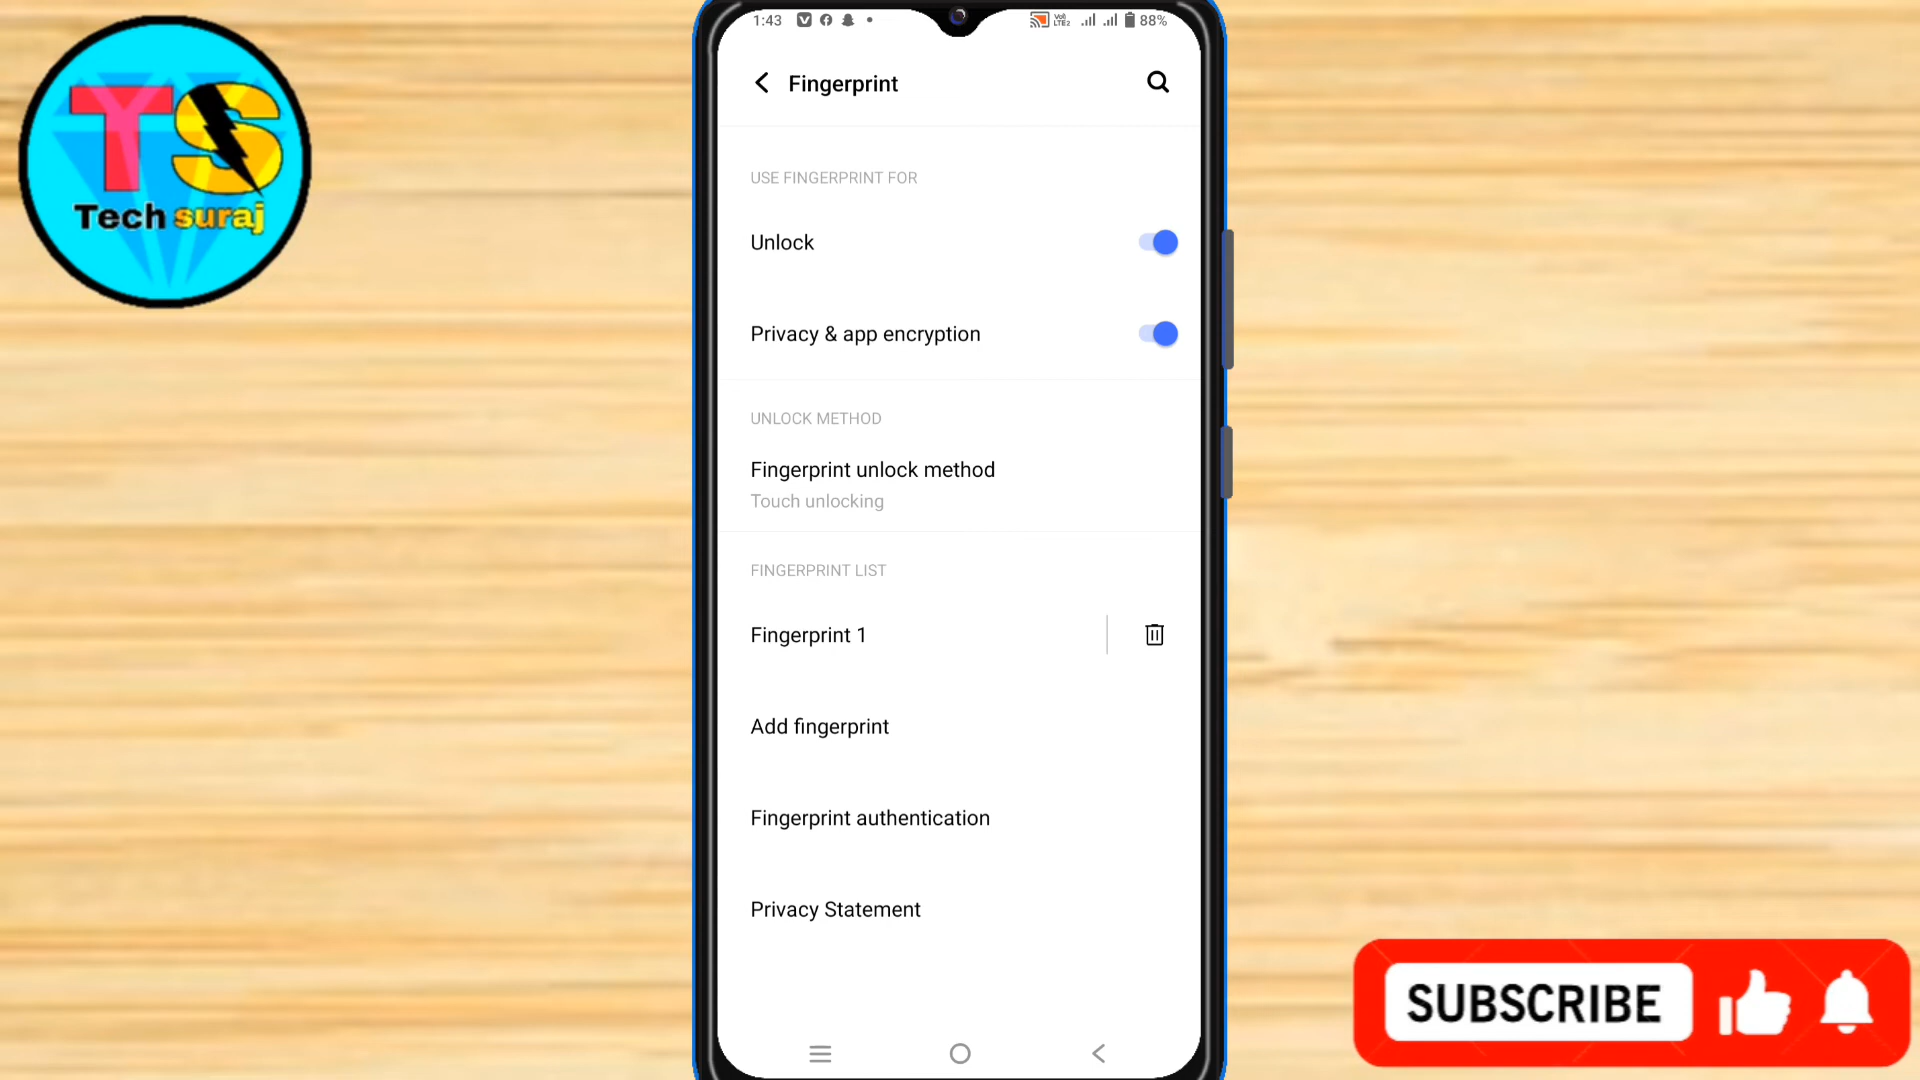 TS
Tech suraj
1:43
88%
Fingerprint
USE FINGERPRINT FOR
Unlock
Privacy & app encryption
UNLOCK METHOD
Fingerprint unlock method
Touch unlocking
FINGERPRINT LIST
Fingerprint 1
Add fingerprint
Fingerprint authentication
Privacy Statement
SUBSCRIBE